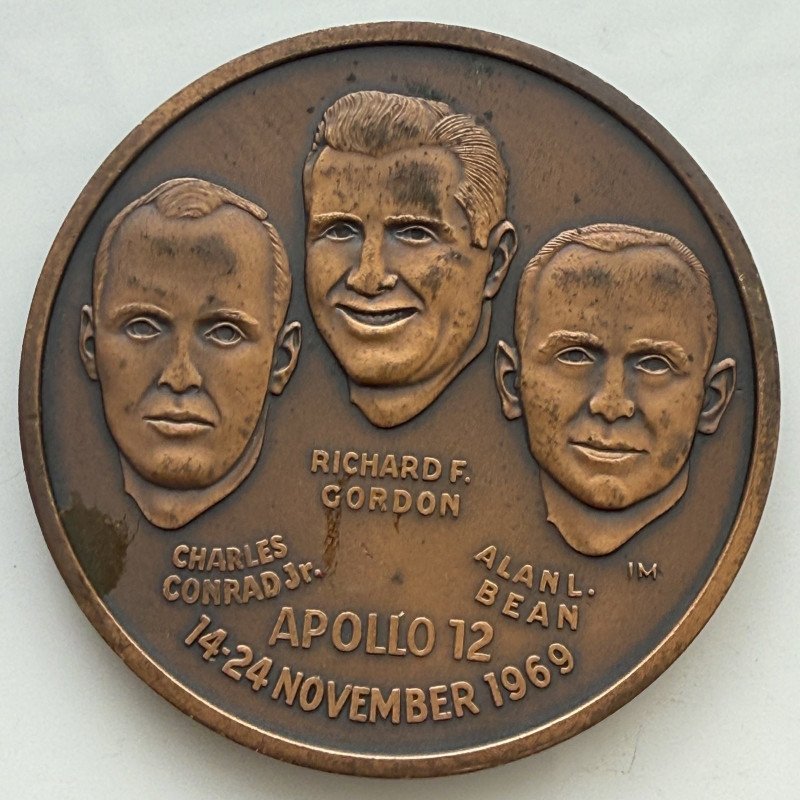 RICHARD F.
GORDON
CHARLES
CONRAD Jr.
ALAN L.
BEAN
IM
APOLLO 12
14-24 NOVEMBER 1969